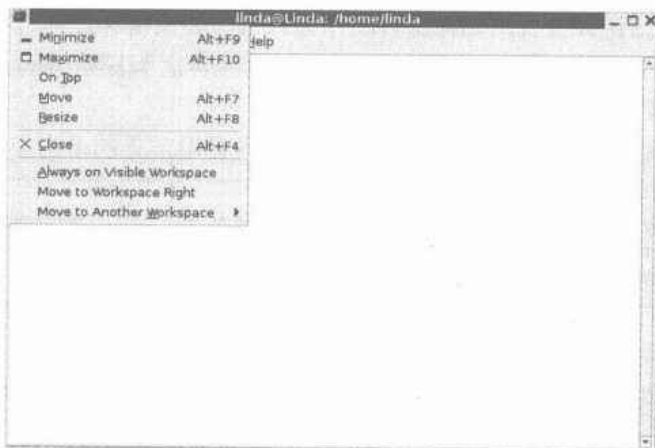 linda@Linda: /home/linda
Minimize Alt+F9
Help
Maximize Alt+F10
On Top
Move Alt+F7
Resize Alt+F8
Close Alt+F4
Always on Visible Workspace
Move to Workspace Right
Move to Another Workspace